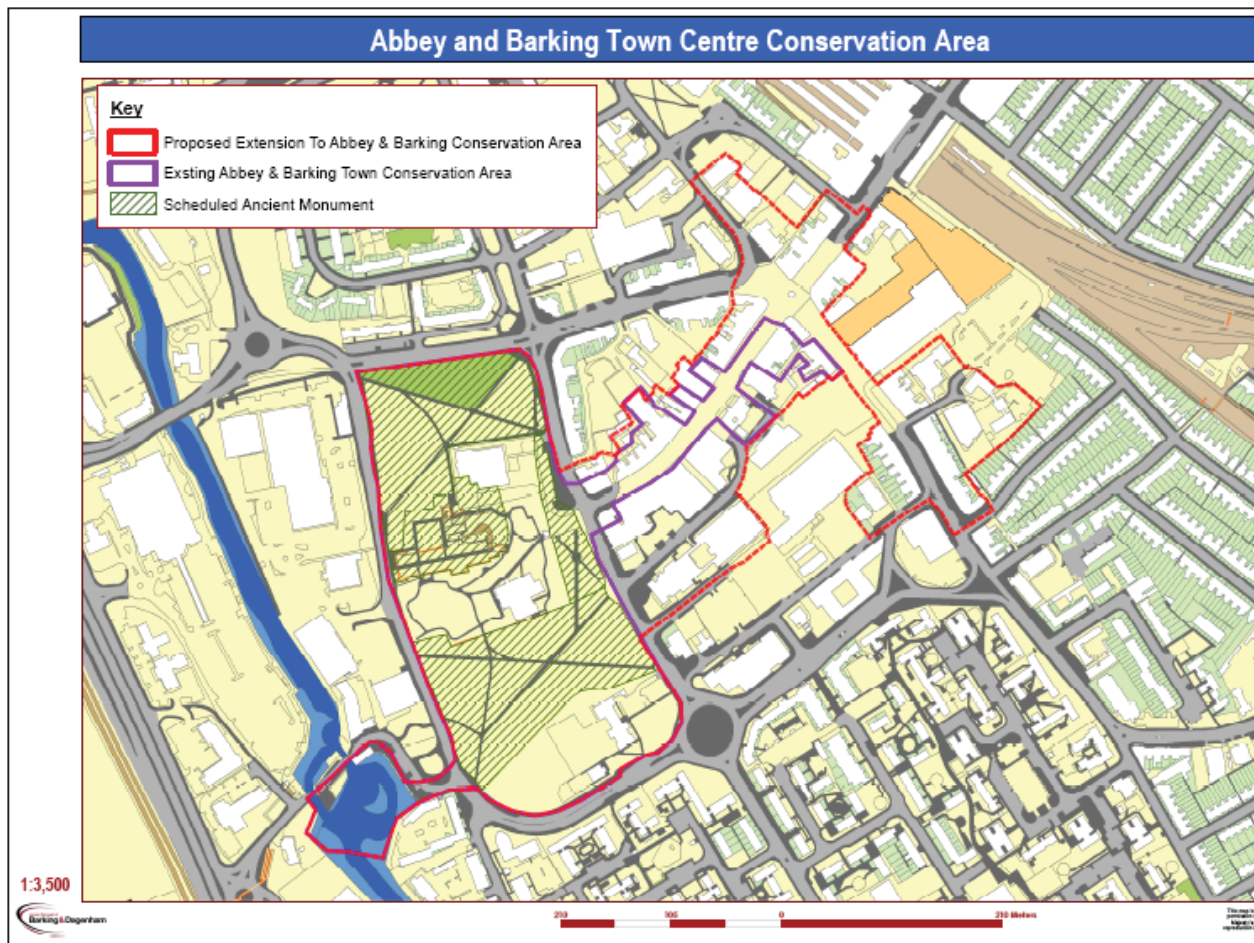 Abbey and Barking Town Centre Conservation Area
Key
Proposed Extension To Abbey & Barking Conservation Area
Exsting Abbey & Barking Town Conservation Area
Scheduled Ancient Monument
1:3,500
Barking&Dagenham
210 105 0 210 Meters